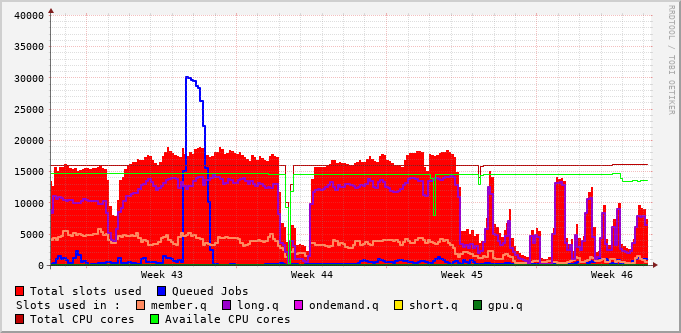 40000
35000
30000
25000
20000
15000
10000
5000
0
Week 43 Week 44 Week 45 Week 46
RRDTOOL / TOBI OETIKER
Total slots used Queued Jobs
Slots used in : member.q long.q ondemand.q short.q gpu.q
Total CPU cores Availale CPU cores